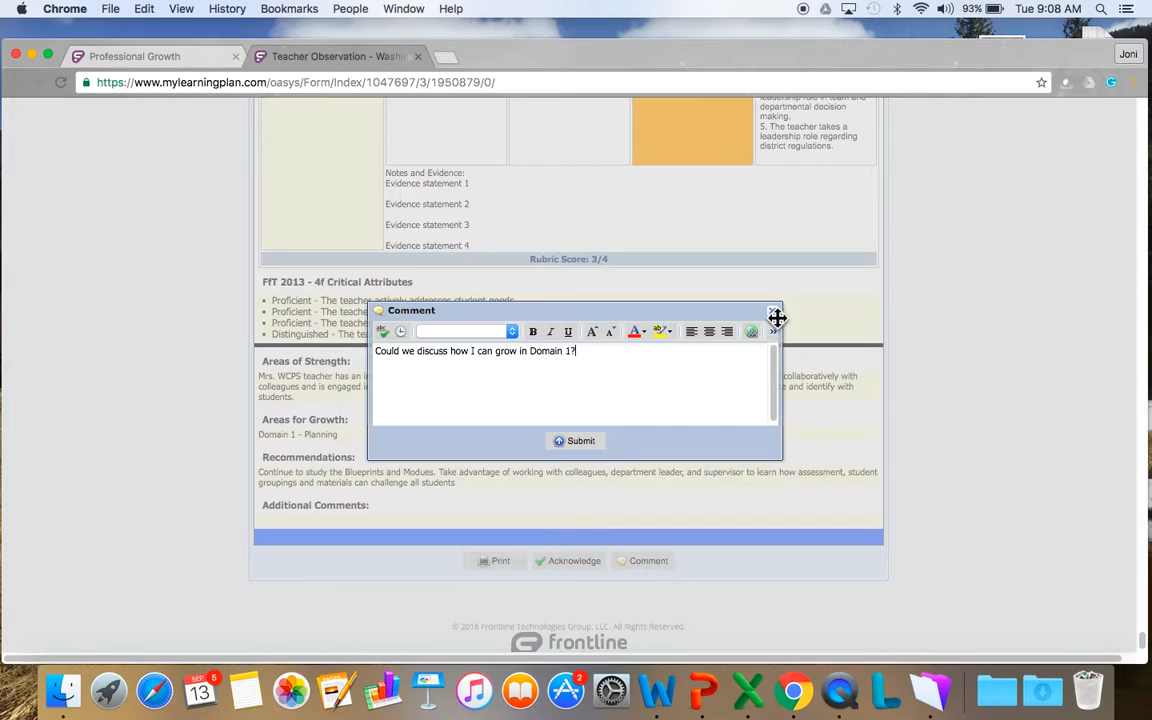 Chrome File Edit View History Bookmarks People Window Help 93% Tue 9:08 AM
Professional Growth
Teacher Observation - Washi
Joni
https://www.mylearningplan.com/oasys/Form/Index/1047697/3/1950879/0/
leadership role in team and
departmental decision
making.
5. The teacher takes a
leadership role regarding
district regulations.
Notes and Evidence:
Evidence statement 1
Evidence statement 2
Evidence statement 3
Evidence statement 4
Rubric Score: 3/4
FfT 2013 - 4f Critical Attributes
Proficient - The teacher actively addresses student needs.
Proficient - The teacher
Proficient - The teacher
Distinguished - The teacher
Comment
abc
B I U A A A ab
Could we discuss how I can grow in Domain 1?
Submit
Areas of Strength:
Mrs. WCPS teacher has an collaboratively with
colleagues and is engaged in and identify with
students.
Areas for Growth:
Domain 1 - Planning
Recommendations:
Continue to study the Blueprints and Modues. Take advantage of working with colleagues, department leader, and supervisor to learn how assessment, student
groupings and materials can challenge all students
Additional Comments:
Print Acknowledge Comment
© 2016 Frontline Technologies Group, LLC. All Rights Reserved.
frontline
SEP 5
13
2